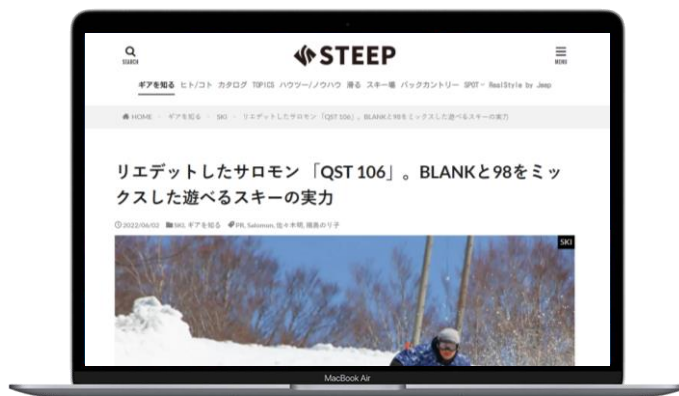 SEARCH
STEEP
MENU
ギアを知る ヒト/コト カタログ TOPICS ハウツー/ノウハウ 滑る スキー場 バックカントリー SPOT－ RealStyle by Jeep
HOME ギアを知る SKI リエデットしたサロモン 「QST 106」。BLANKと98をミックスした遊べるスキーの実力
リエデットしたサロモン 「QST 106」。BLANKと98をミッ
クスした遊べるスキーの実力
2022/06/02 SKI, ギアを知る PR, Salomon, 佐々木明,
SKI
MacBook Air